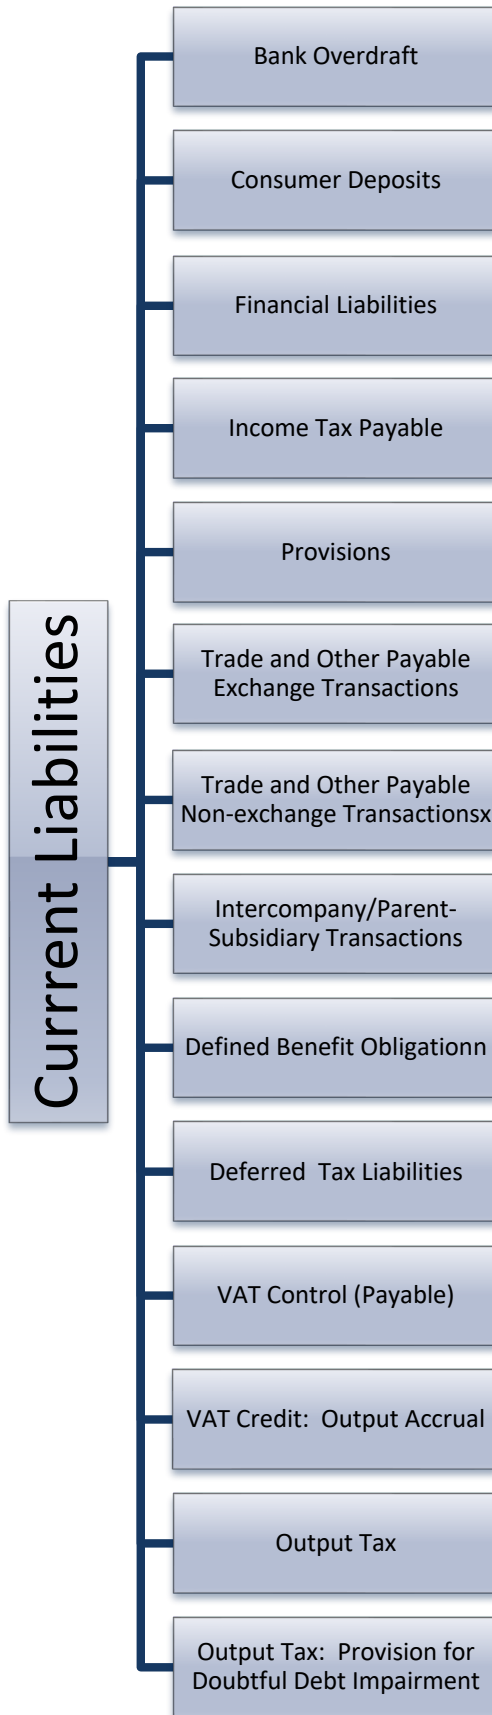 Currrent Liabilities
Bank Overdraft
Consumer Deposits
Financial Liabilities
Income Tax Payable
Provisions
Trade and Other Payable
Exchange Transactions
Trade and Other Payable
Non-exchange Transactionsx
Intercompany/Parent-
Subsidiary Transactions
Defined Benefit Obligationn
Deferred  Tax Liabilities
VAT Control (Payable)
VAT Credit:  Output Accrual
Output Tax
Output Tax:  Provision for
Doubtful Debt Impairment